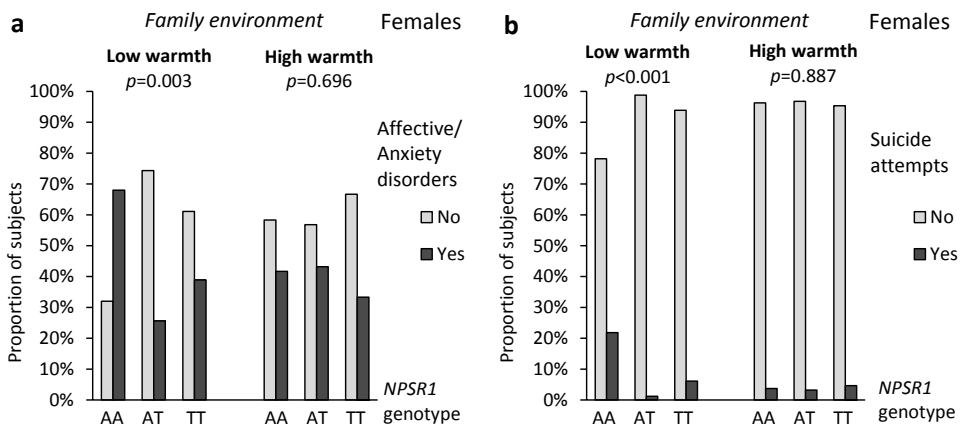 a
Family environment
Females
Low warmth
High warmth
p=0.003
p=0.696
100%
90%
80%
70%
60%
50%
40%
30%
20%
10%
0%
Proportion of subjects
Affective/
Anxiety
disorders
No
Yes
AA AT TT AA AT TT
NPSR1
genotype
b
Family environment
Females
Low warmth
High warmth
p<0.001
p=0.887
100%
90%
80%
70%
60%
50%
40%
30%
20%
10%
0%
Proportion of subjects
Suicide
attempts
No
Yes
AA AT TT AA AT TT
NPSR1
genotype